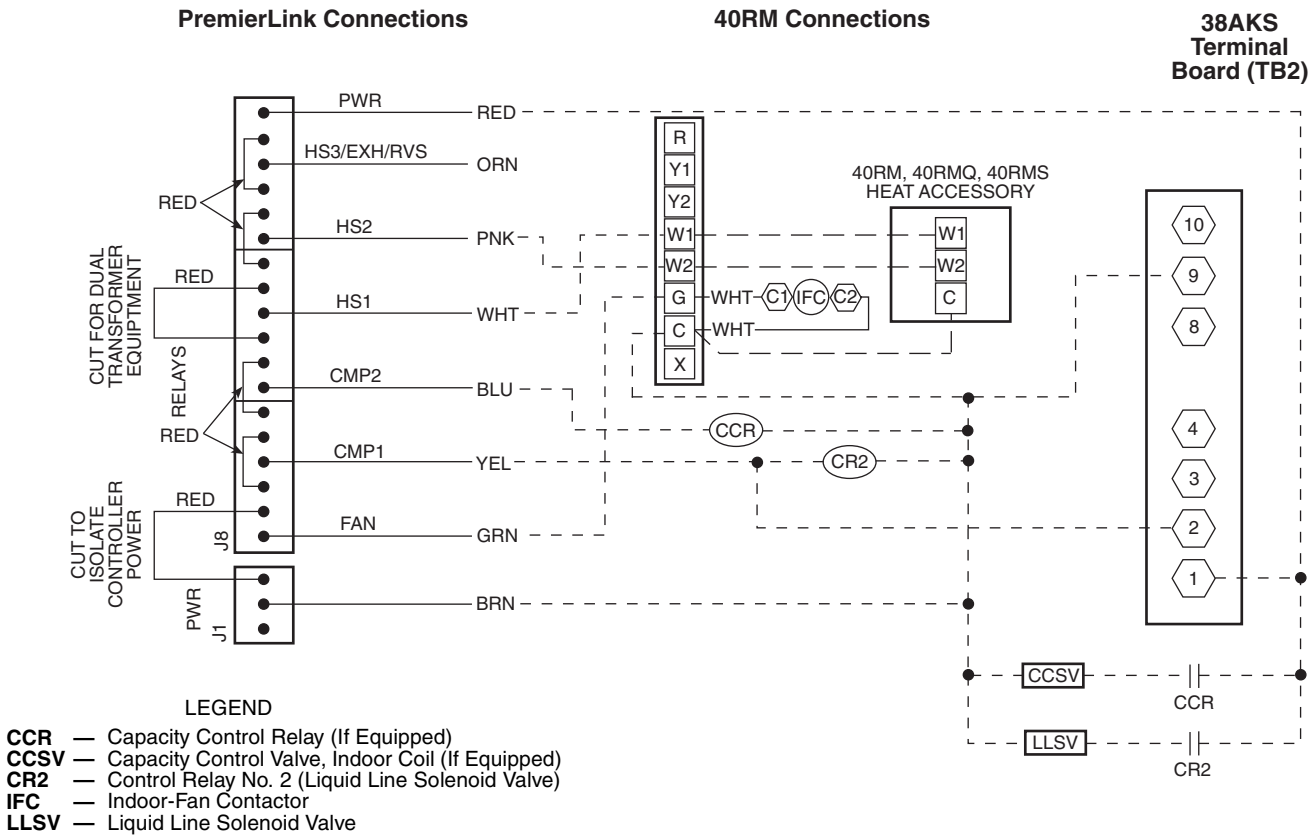 PremierLink Connections
40RM Connections
38AKS
Terminal
Board (TB2)
PWR
RED
HS3/EXH/RVS
ORN
RED
HS2
PNK
CUT FOR DUAL
TRANSFORMER
EQUIPTMENT
RED
HS1
WHT
RELAYS
CMP2
BLU
RED
CMP1
YEL
CUT TO
ISOLATE
CONTROLLER
POWER
RED
FAN
GRN
J8
PWR
J1
BRN
R
Y1
Y2
W1
W2
G
C
X
WHT
C1
IFC
C2
WHT
40RM, 40RMQ, 40RMS
HEAT ACCESSORY
W1
W2
C
CCR
CR2
10
9
8
4
3
2
1
CCSV
CCR
LLSV
CR2
LEGEND
CCR — Capacity Control Relay (If Equipped)
CCSV — Capacity Control Valve, Indoor Coil (If Equipped)
CR2 — Control Relay No. 2 (Liquid Line Solenoid Valve)
IFC — Indoor-Fan Contactor
LLSV — Liquid Line Solenoid Valve